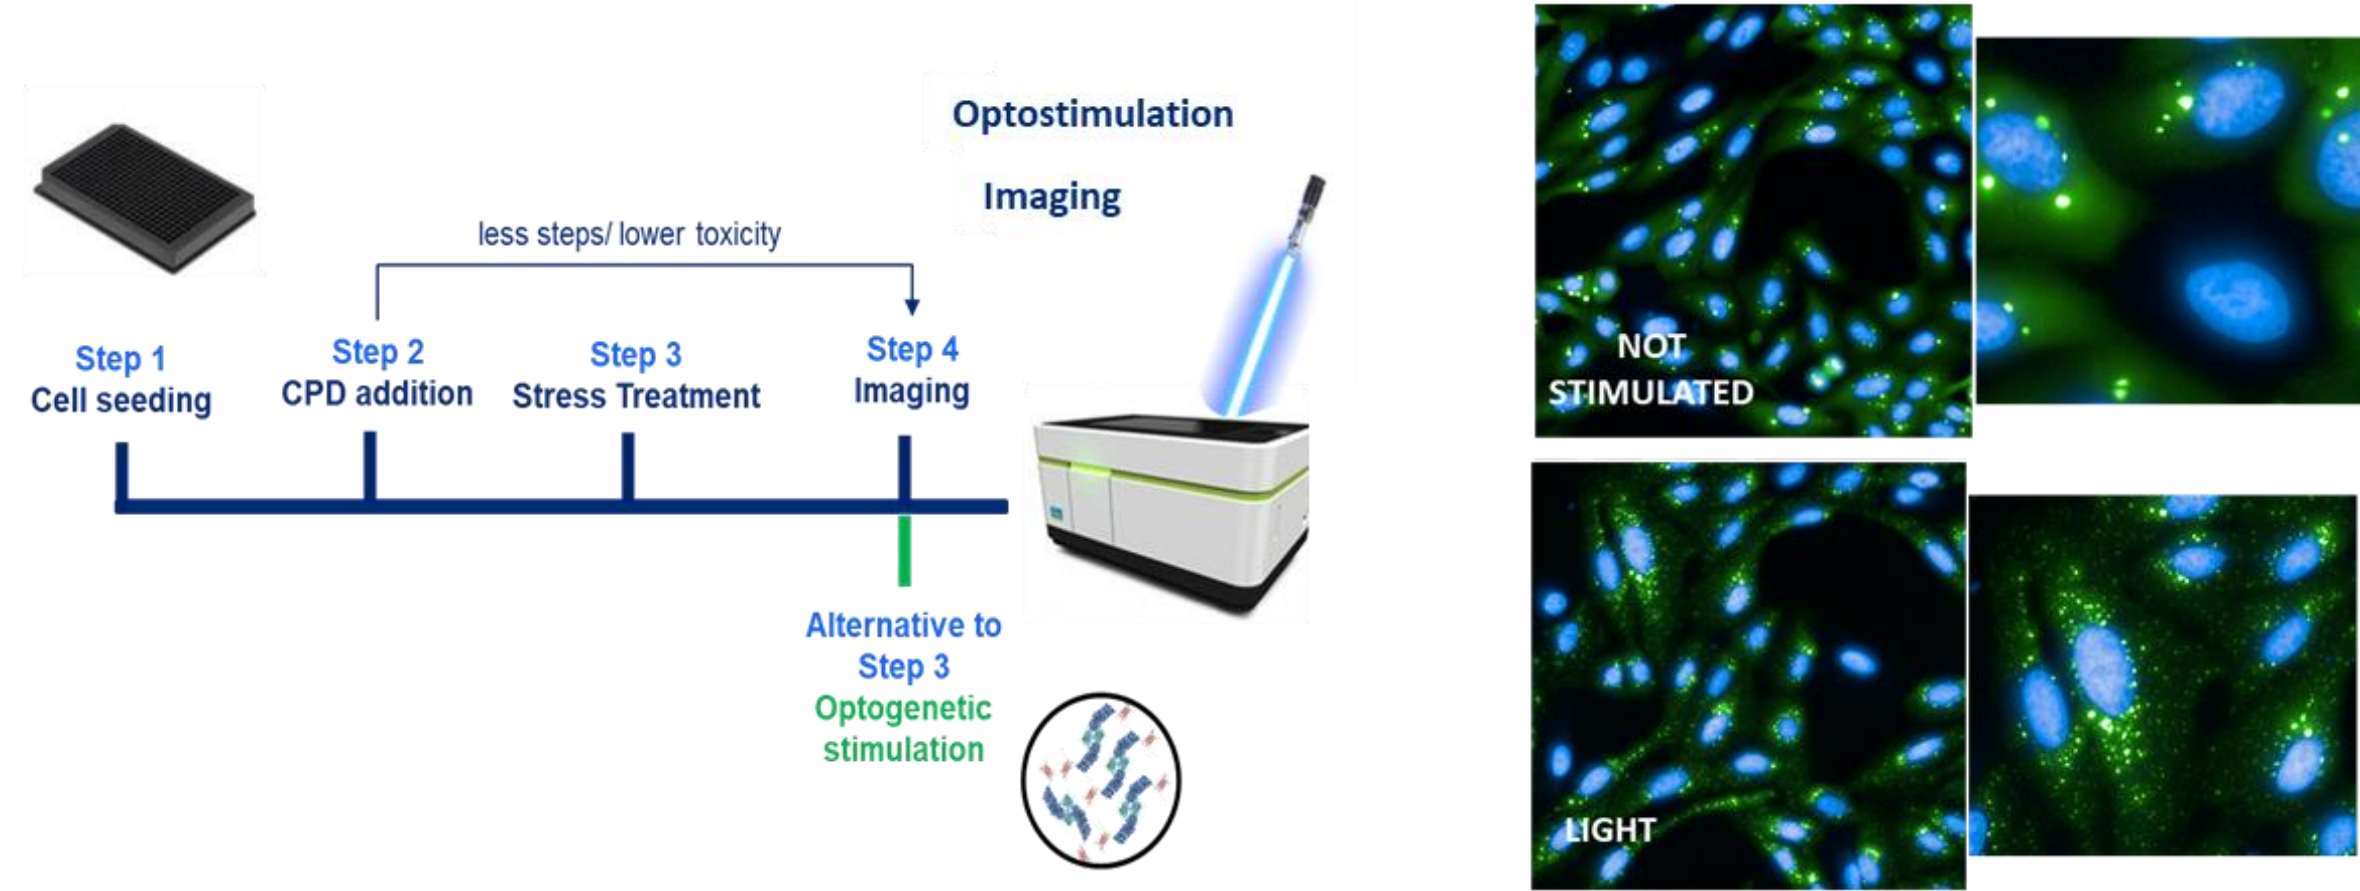 Optostimulation
Imaging
less steps/ lower toxicity
Step 1
Cell seeding
Step 2
CPD addition
Step 3
Stress Treatment
Step 4
Imaging
Alternative to
Step 3
Optogenetic
stimulation
NOT
STIMULATED
LIGHT